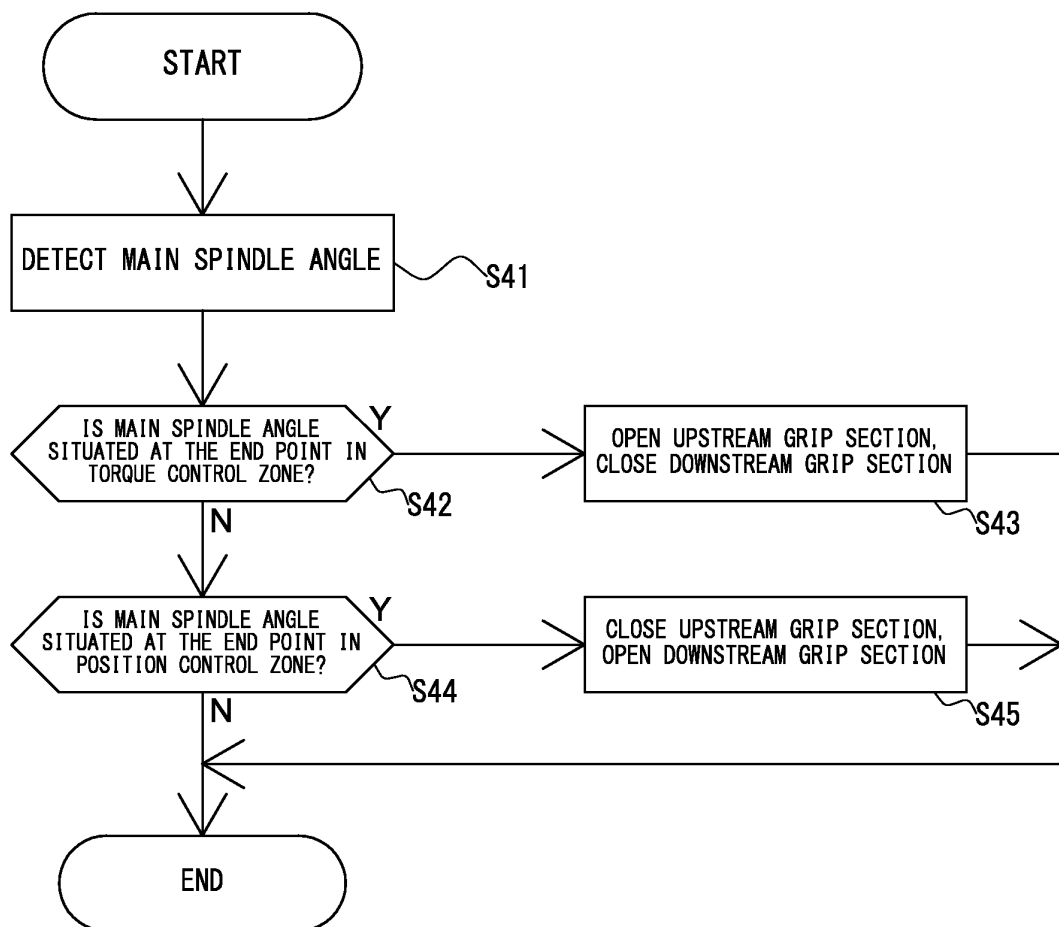 START
DETECT MAIN SPINDLE ANGLE
S41
IS MAIN SPINDLE ANGLE
SITUATED AT THE END POINT IN
TORQUE CONTROL ZONE?
S42
Y
N
OPEN UPSTREAM GRIP SECTION,
CLOSE DOWNSTREAM GRIP SECTION
S43
IS MAIN SPINDLE ANGLE
SITUATED AT THE END POINT IN
POSITION CONTROL ZONE?
S44
Y
N
CLOSE UPSTREAM GRIP SECTION,
OPEN DOWNSTREAM GRIP SECTION
S45
END